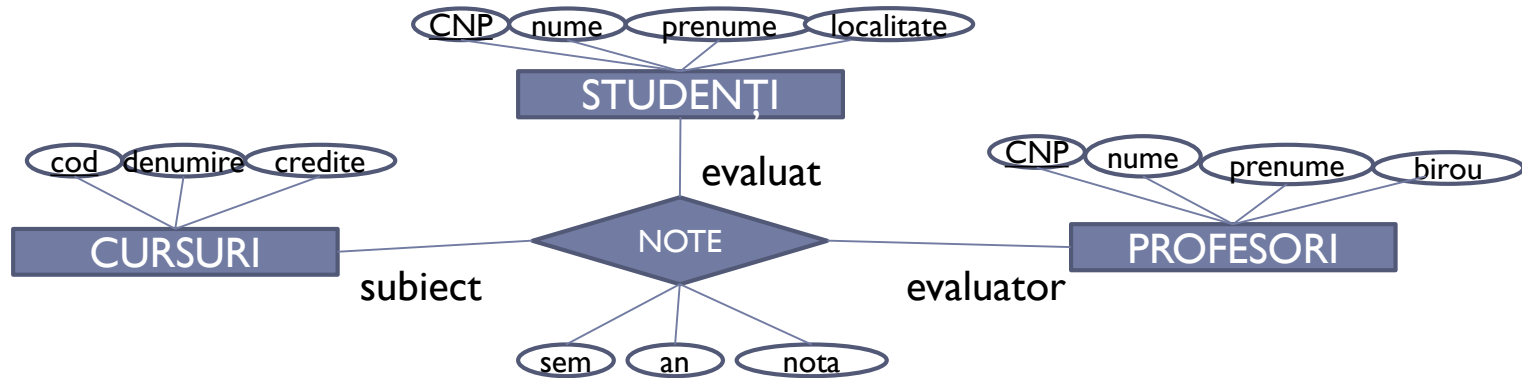 CNP nume prenume localitate
STUDENȚI
cod denumire credite
CNP nume prenume birou
evaluat
CURSURI
NOTE
PROFESORI
subiect
evaluator
sem an nota